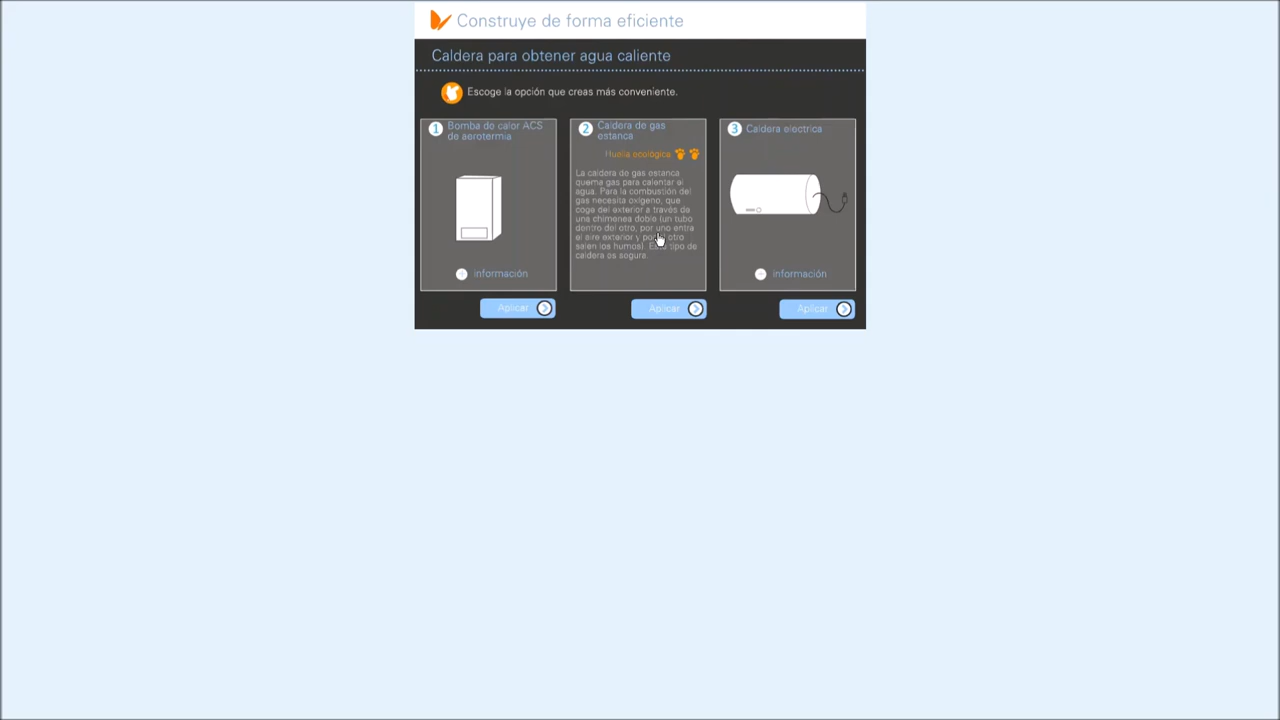 Construye de forma eficiente
Caldera para obtener agua caliente
Escoge la opción que creas más conveniente.
1 Bomba de calor ACS
de aerotermia
+ información
Aplicar
2 Caldera de gas
estanca
Huella ecológica
La caldera de gas estanca
quema gas para calentar el
agua. Para la combustión del
gas necesita oxígeno, que
coge del exterior a través de
una chimenea doble (un tubo
dentro del otro, por uno entra
el aire exterior y por el otro
salen los humos). Este tipo de
caldera es segura.
Aplicar
3 Caldera electrica
+ información
Aplicar